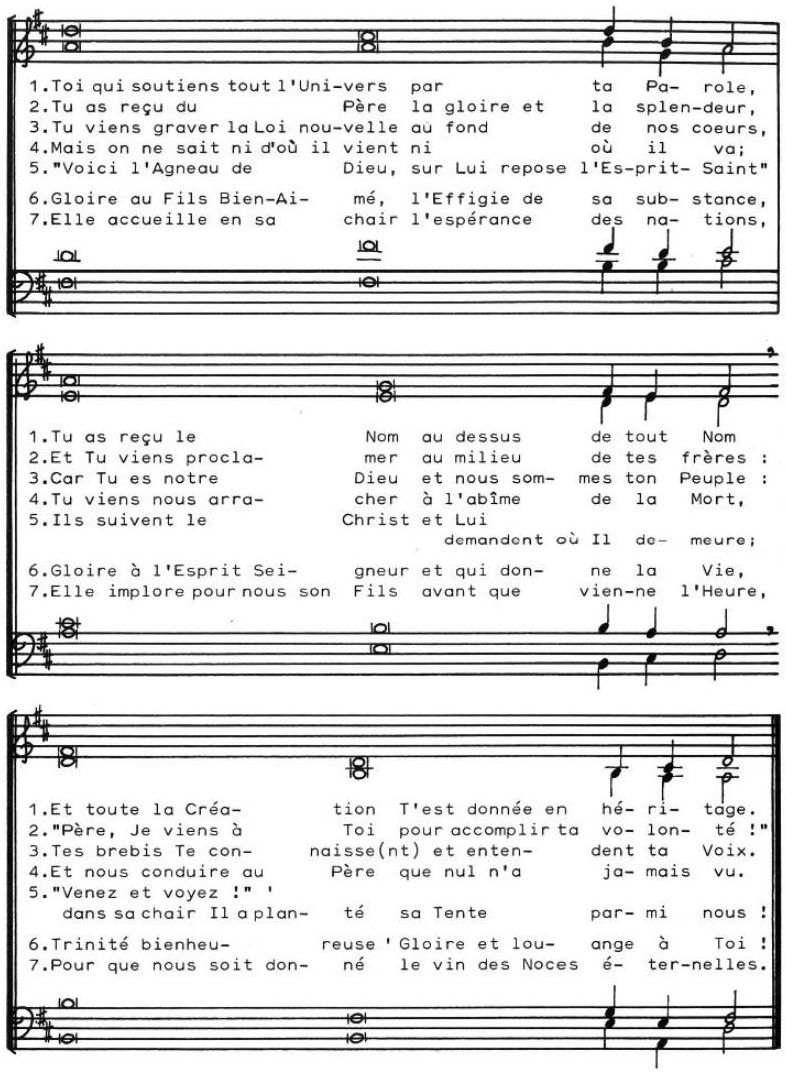 1.Toi qui soutiens tout l'Uni-vers par ta Pa- role,
2.Tu as reçu du Père la gloire et la splen-deur,
3.Tu viens graver la Loi nou-velle au fond de nos coeurs,
4.Mais on ne sait ni d'où il vient ni où il va;
5."Voici l'Agneau de Dieu, sur Lui repose l'Es-prit- Saint"
6.Gloire au Fils Bien-Ai- mé, l'Effigie de sa sub- stance,
7.Elle accueille en sa chair l'espérance des na- tions,
1.Tu as reçu le Nom au dessus de tout Nom
2.Et Tu viens procla- mer au milieu de tes frères :
3.Car Tu es notre Dieu et nous som- mes ton Peuple :
4.Tu viens nous arra- cher à l'abîme de la Mort,
5.Ils suivent le Christ et Lui
demandent où Il de- meure;
6.Gloire à l'Esprit Sei- gneur et qui don- ne la Vie,
7.Elle implore pour nous son Fils avant que vien-ne l'Heure,
1.Et toute la Créa- tion T'est donnée en hé- ri- tage.
2."Père, Je viens à Toi pour accomplir ta vo- lon- té !"
3.Tes brebis Te con- naisse(nt) et enten- dent ta Voix.
4.Et nous conduire au Père que nul n'a ja- mais vu.
5."Venez et voyez !" '
dans sa chair Il a plan- té sa Tente par- mi nous !
6.Trinité bienheu- reuse ' Gloire et lou- ange à Toi !
7.Pour que nous soit don- né le vin des Noces é- ter-nelles.